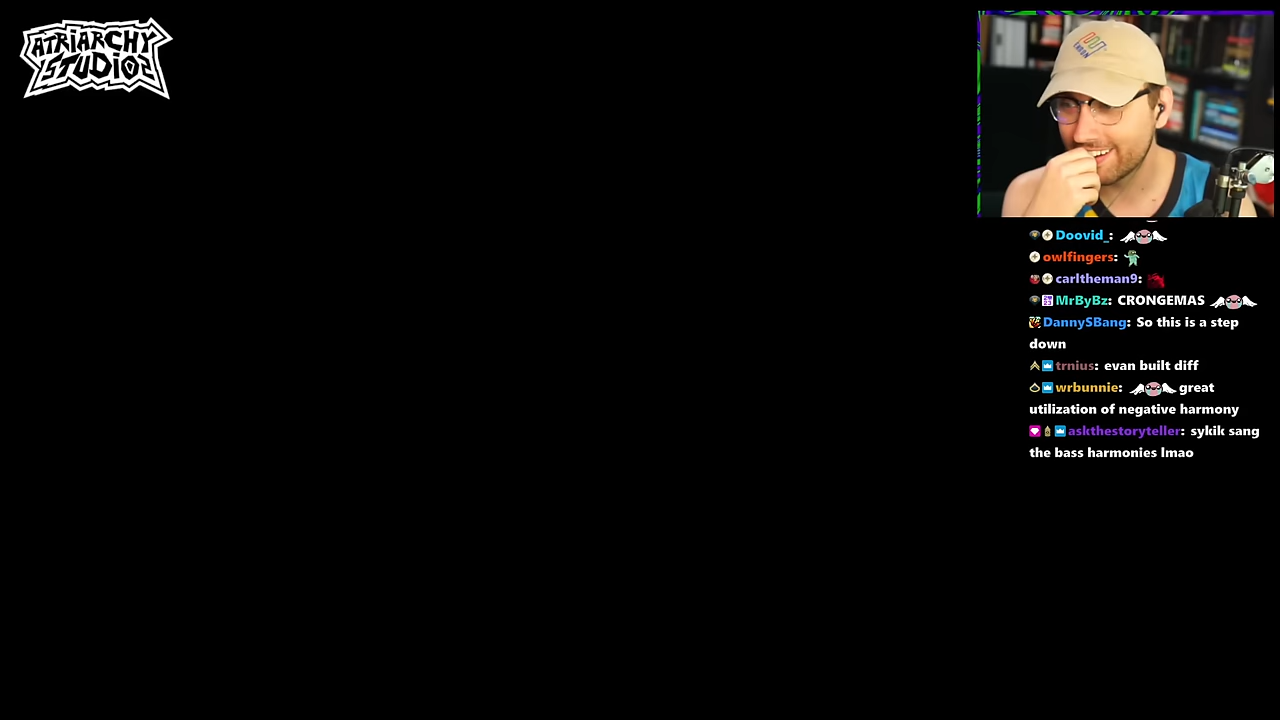 ATRIARCHY
STUDIOS
Doovid_:
owlfingers:
carltheman9:
MrByBz: CRONGEMAS
DannySBang: So this is a step
down
trnius: evan built diff
wrbunnie: great
utilization of negative harmony
askthestoryteller: sykik sang
the bass harmonies lmao